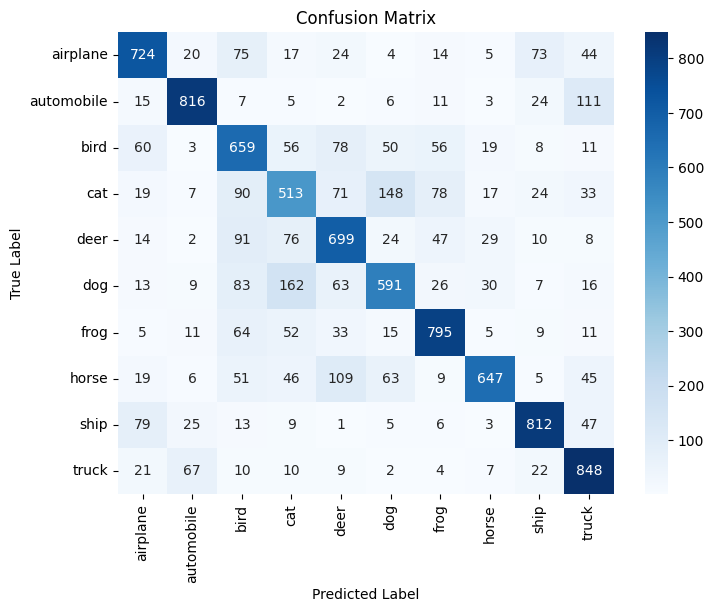 Confusion Matrix
airplane 724 20 75 17 24 4 14 5 73 44
automobile 15 816 7 5 2 6 11 3 24 111
bird 60 3 659 56 78 50 56 19 8 11
cat 19 7 90 513 71 148 78 17 24 33
deer 14 2 91 76 699 24 47 29 10 8
dog 13 9 83 162 63 591 26 30 7 16
frog 5 11 64 52 33 15 795 5 9 11
horse 19 6 51 46 109 63 9 647 5 45
ship 79 25 13 9 1 5 6 3 812 47
truck 21 67 10 10 9 2 4 7 22 848
airplane automobile bird cat deer dog frog horse ship truck
Predicted Label
True Label
800
700
600
500
400
300
200
100